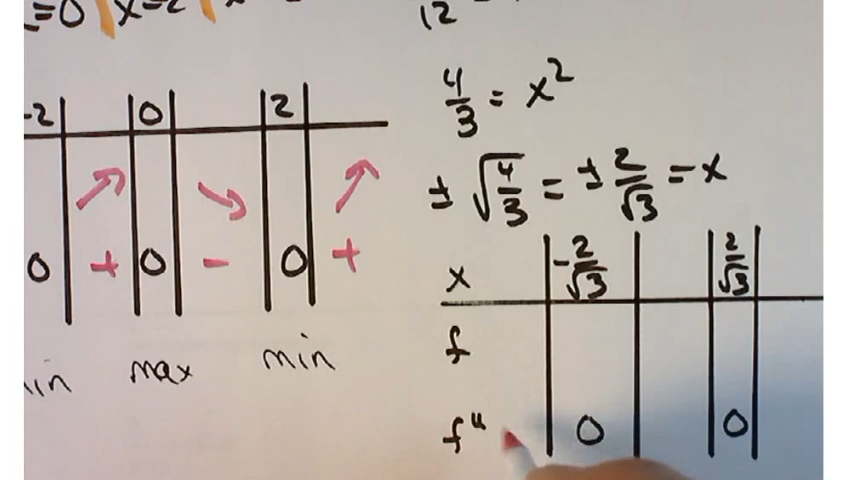 =0 | x=2 |
12
4/3 = x²
± √(4/3) = ± 2/√3 = x
-2 | 0 | 2
0 + 0 - 0 +
max min
x | -2/√3 | 2/√3
f
f" 0 0